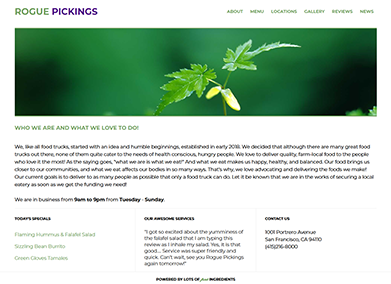 ROGUE PICKINGS
ABOUT MENU LOCATIONS GALLERY REVIEWS NEWS
WHO WE ARE AND WHAT WE LOVE TO DO!
We, like all food trucks, started with an idea and humble beginnings, established in early 2018. We decided that although there are many great
food trucks out there, none of them quite cater to the needs of health conscious, hungry people. We love to deliver quality, farm-local food to the people
who love it the most! As the saying goes, "what we are is what we eat!" And what we eat makes us happy, healthy, and balanced. Our food brings us
closer to our communities, and what we eat affects our bodies in so many ways. That's why, we love advocating and delivering the foods we make!
Our current goals is to deliver to as many people as possible that only a food truck can do. Let it be known that we are in the works of securing a local
eatery as soon as we get the funding we need!
We are in business from 9am to 9pm from Tuesday - Sunday.
TODAY'S SPECIALS
Flaming Hummus & Falafel Salad
Sizzling Bean Burrito
Green Gloves Tamales
OUR AWESOME SERVICES
"I got so excited about the yumminess of
the falafel salad that I am typing this
review as I inhale my salad. Yes, it is that
good.... Service was super friendly and
quick. Can't wait, see you Rogue Pickings
again tomorrow!"
CONTACT US
10011 Portzero Avenue
San Francisco, CA 94110
(415)216-8000
POWERED BY LOTS OF fresh INGREDIENTS